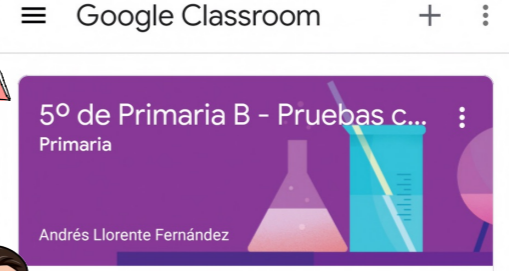 Google Classroom
5º de Primaria B - Pruebas c...
Primaria
Andrés Llorente Fernández